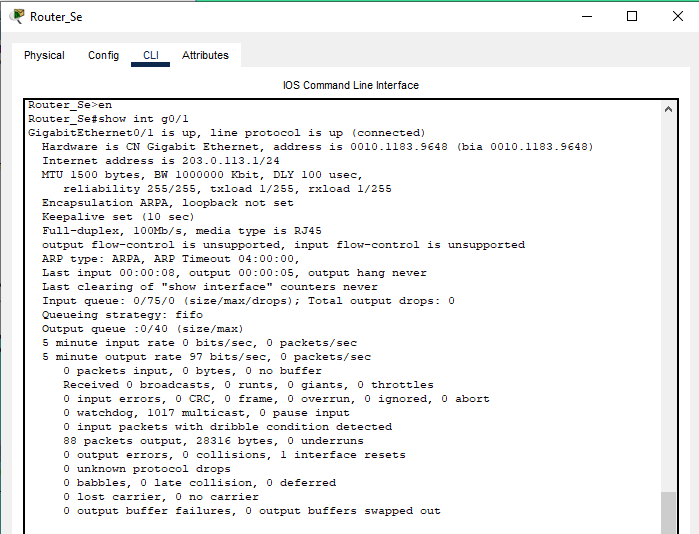 Router_Se
Physical Config CLI Attributes
IOS Command Line Interface
Router_Se>en
Router_Se#show int g0/1
GigabitEthernet0/1 is up, line protocol is up (connected)
Hardware is CN Gigabit Ethernet, address is 0010.1183.9648 (bia 0010.1183.9648)
Internet address is 203.0.113.1/24
MTU 1500 bytes, BW 1000000 Kbit, DLY 100 usec,
reliability 255/255, txload 1/255, rxload 1/255
Encapsulation ARPA, loopback not set
Keepalive set (10 sec)
Full-duplex, 100Mb/s, media type is RJ45
output flow-control is unsupported, input flow-control is unsupported
ARP type: ARPA, ARP Timeout 04:00:00,
Last input 00:00:08, output 00:00:05, output hang never
Last clearing of "show interface" counters never
Input queue: 0/75/0 (size/max/drops); Total output drops: 0
Queueing strategy: fifo
Output queue :0/40 (size/max)
5 minute input rate 0 bits/sec, 0 packets/sec
5 minute output rate 97 bits/sec, 0 packets/sec
0 packets input, 0 bytes, 0 no buffer
Received 0 broadcasts, 0 runts, 0 giants, 0 throttles
0 input errors, 0 CRC, 0 frame, 0 overrun, 0 ignored, 0 abort
0 watchdog, 1017 multicast, 0 pause input
0 input packets with dribble condition detected
88 packets output, 28316 bytes, 0 underruns
0 output errors, 0 collisions, 1 interface resets
0 unknown protocol drops
0 babbles, 0 late collision, 0 deferred
0 lost carrier, 0 no carrier
0 output buffer failures, 0 output buffers swapped out